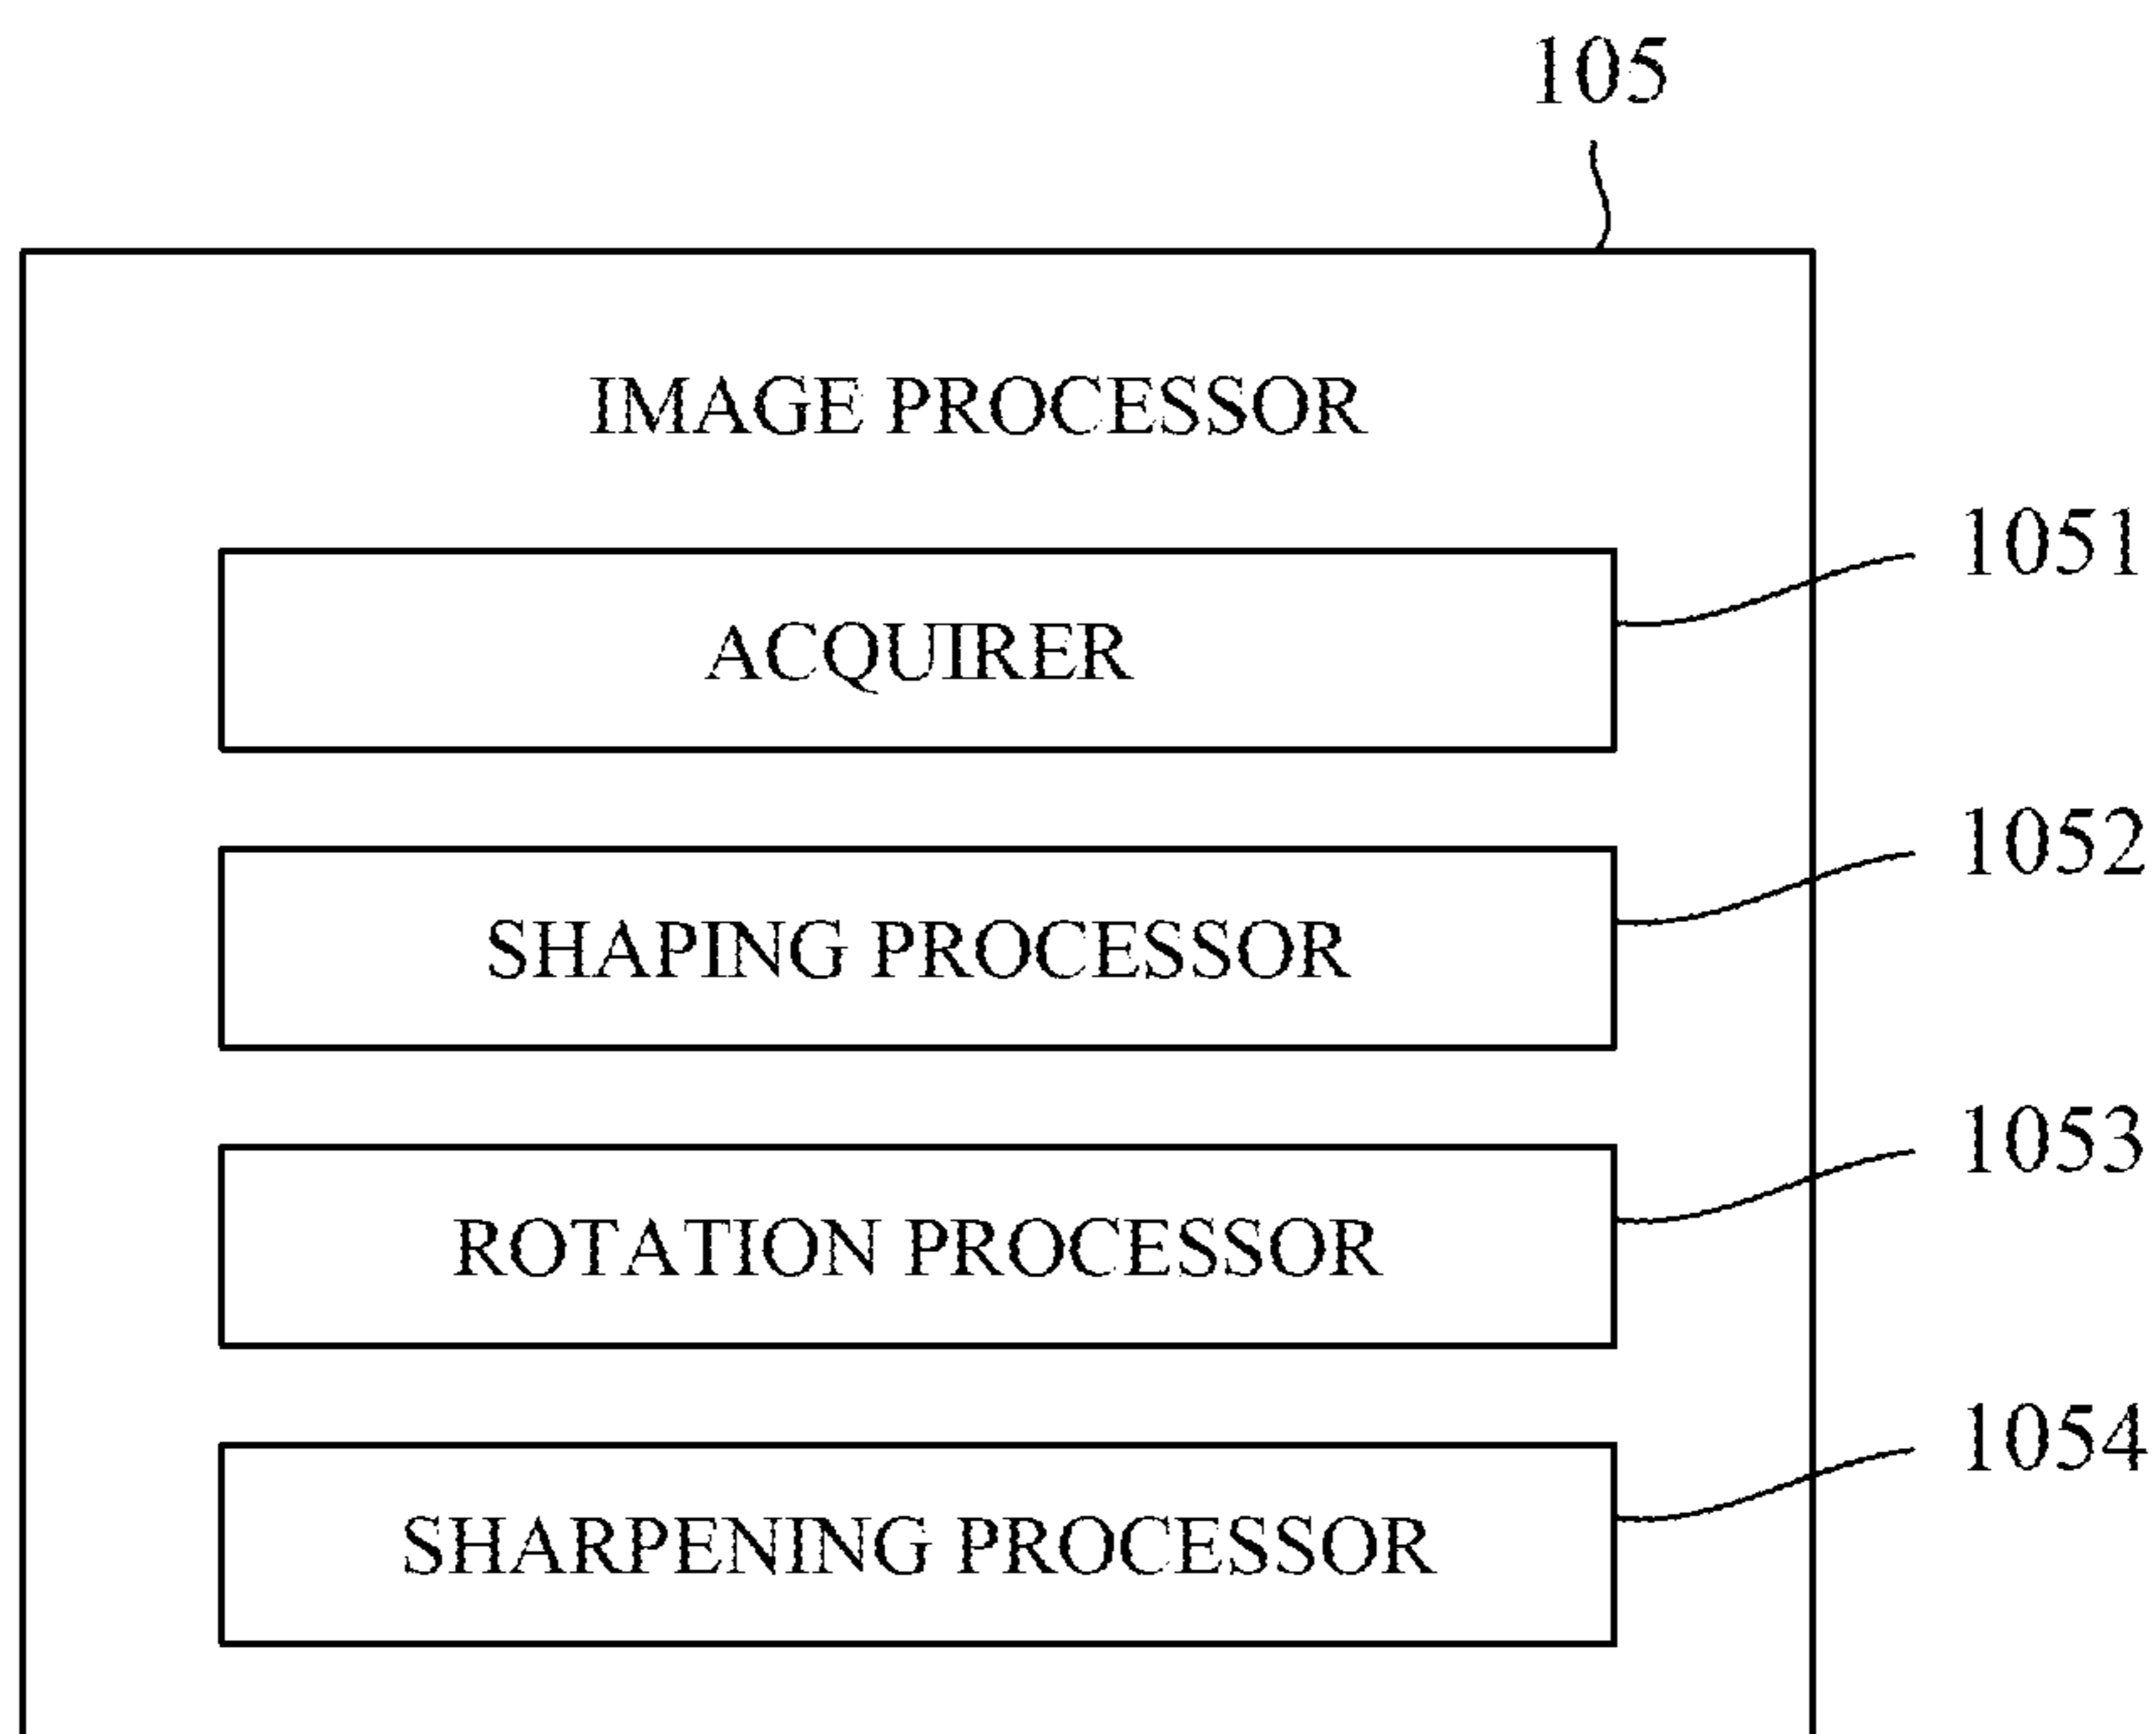 105
IMAGE PROCESSOR
1051
ACQUIRER
1052
SHAPING PROCESSOR
1053
ROTATION PROCESSOR
1054
SHARPENING PROCESSOR